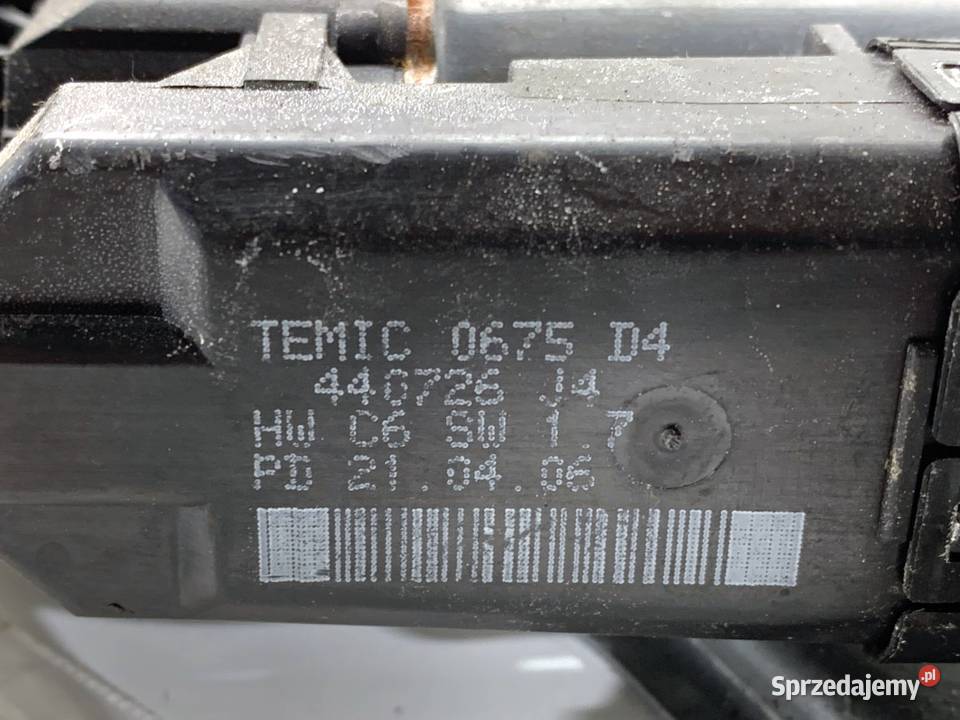 TEMIC 0675 D4
440726 J4
HW C6 SW 1.7
PD 21.04.06
Sprzedajemy.pl